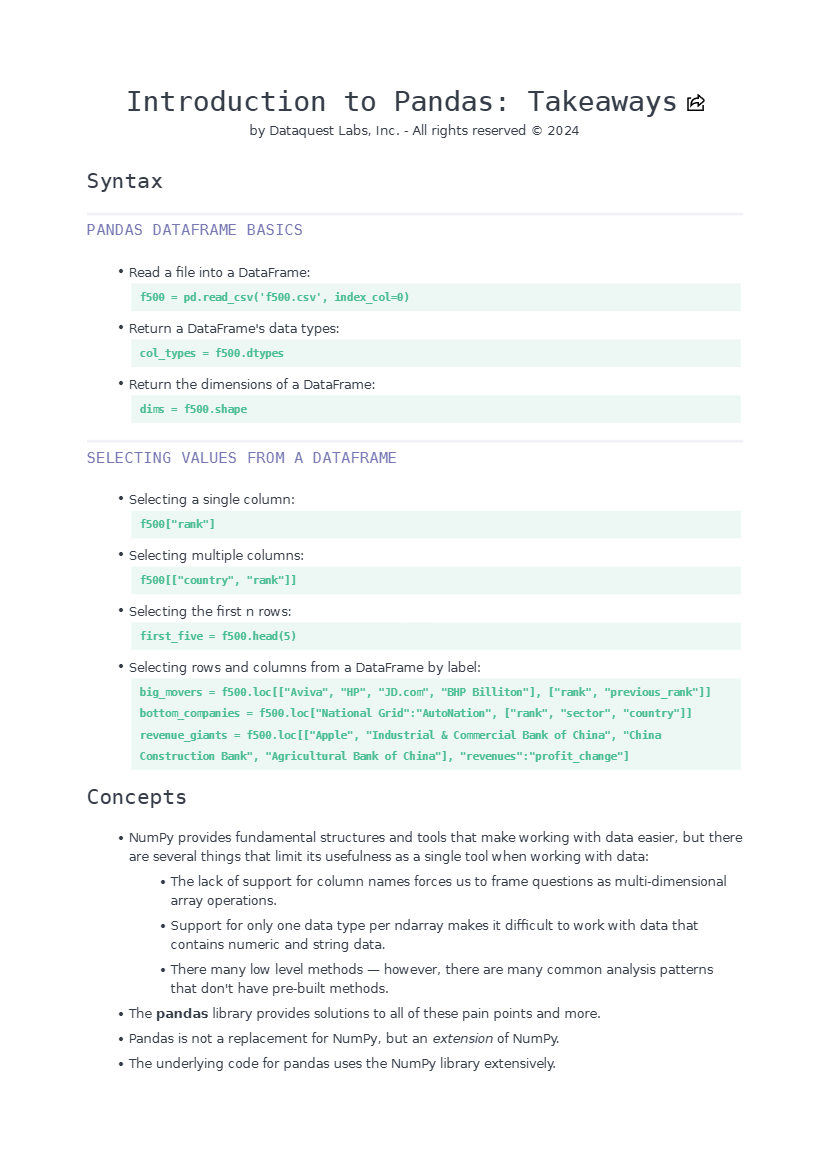 Introduction to Pandas: Takeaways
by Dataquest Labs, Inc. - All rights reserved © 2024
Syntax
PANDAS DATAFRAME BASICS
• Read a file into a DataFrame:
f500 = pd.read_csv('f500.csv', index_col=0)
• Return a DataFrame's data types:
col_types = f500.dtypes
• Return the dimensions of a DataFrame:
dims = f500.shape
SELECTING VALUES FROM A DATAFRAME
• Selecting a single column:
f500["rank"]
• Selecting multiple columns:
f500[["country", "rank"]]
• Selecting the first n rows:
first_five = f500.head(5)
• Selecting rows and columns from a DataFrame by label:
big_movers = f500.loc[["Aviva", "HP", "JD.com", "BHP Billiton"], ["rank", "previous_rank"]]
bottom_companies = f500.loc["National Grid":"AutoNation", ["rank", "sector", "country"]]
revenue_giants = f500.loc[["Apple", "Industrial & Commercial Bank of China", "China
Construction Bank", "Agricultural Bank of China"], "revenues":"profit_change"]
Concepts
• NumPy provides fundamental structures and tools that make working with data easier, but there
are several things that limit its usefulness as a single tool when working with data:
• The lack of support for column names forces us to frame questions as multi-dimensional
array operations.
• Support for only one data type per ndarray makes it difficult to work with data that
contains numeric and string data.
• There many low level methods — however, there are many common analysis patterns
that don't have pre-built methods.
• The pandas library provides solutions to all of these pain points and more.
• Pandas is not a replacement for NumPy, but an extension of NumPy.
• The underlying code for pandas uses the NumPy library extensively.